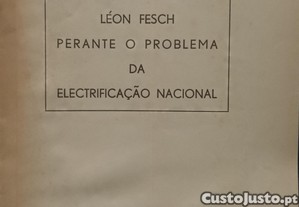 LÉON FESCH
PERANTE O PROBLEMA
DA
ELECTRIFICAÇÃO NACIONAL
CustoJusto.pt